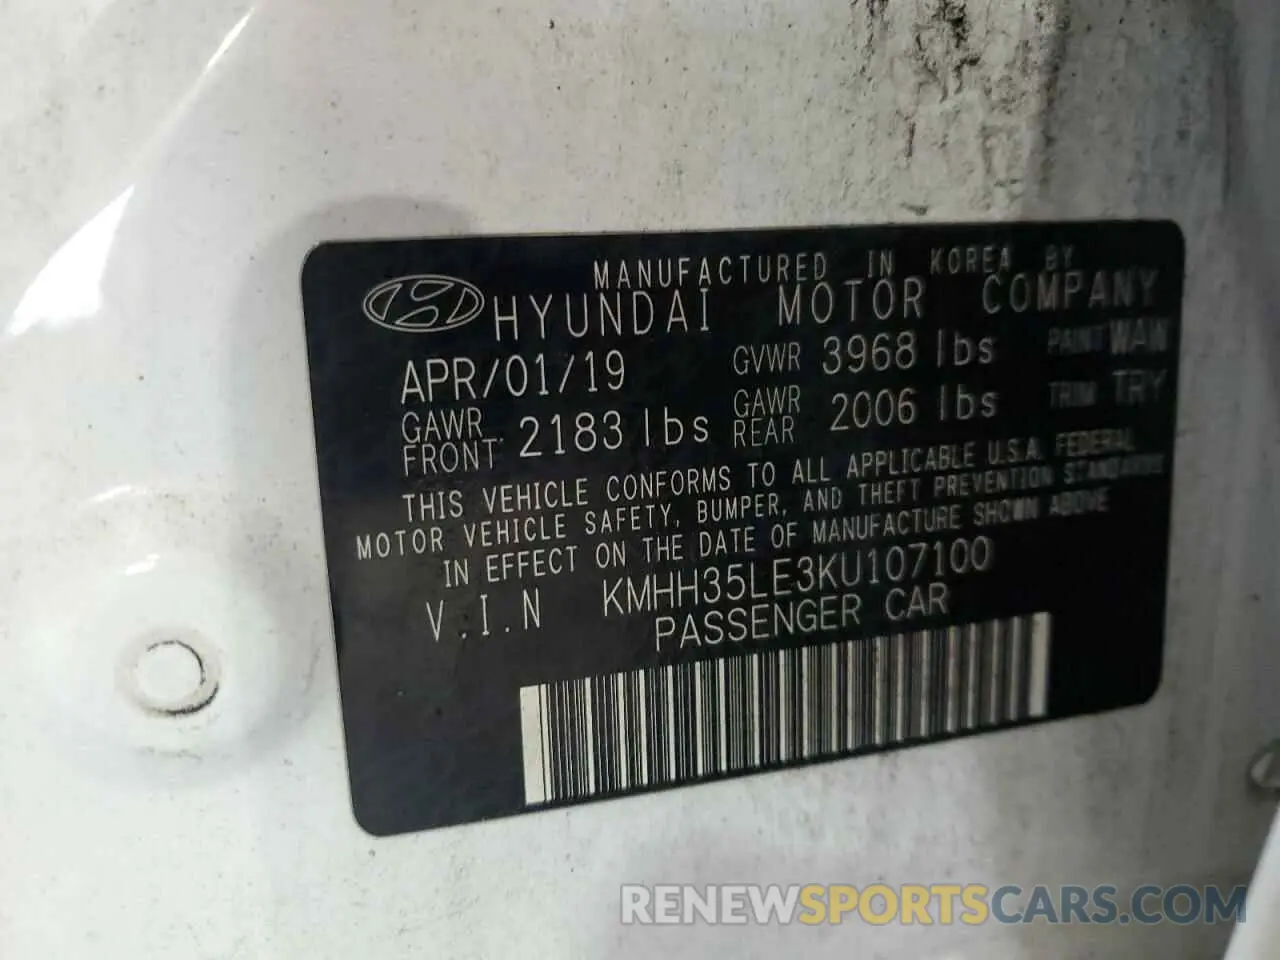 MANUFACTURED IN KOREA BY
HYUNDAI MOTOR COMPANY
APR/01/19 GVWR 3968 lbs PAINT WAW
GAWR FRONT 2183 lbs GAWR REAR 2006 lbs TRIM TRY
THIS VEHICLE CONFORMS TO ALL APPLICABLE U.S.A. FEDERAL
MOTOR VEHICLE SAFETY, BUMPER, AND THEFT PREVENTION STANDARDS
IN EFFECT ON THE DATE OF MANUFACTURE SHOWN ABOVE
V.I.N KMHH35LE3KU107100
PASSENGER CAR
RENEWSPORTSCARS.COM